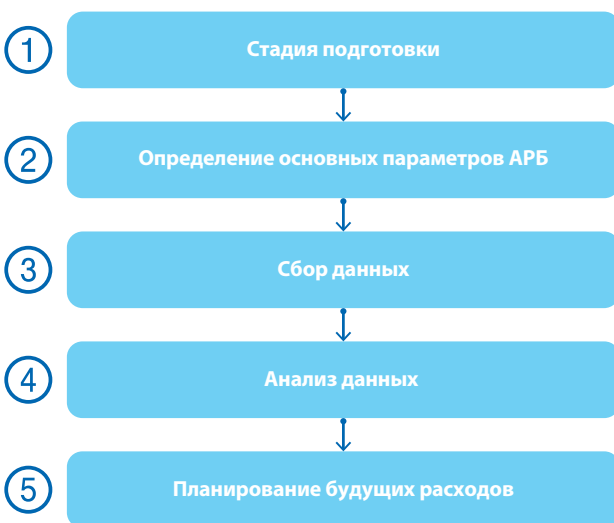 1
Стадия подготовки
2
Определение основных параметров АРБ
3
Сбор данных
4
Анализ данных
5
Планирование будущих расходов